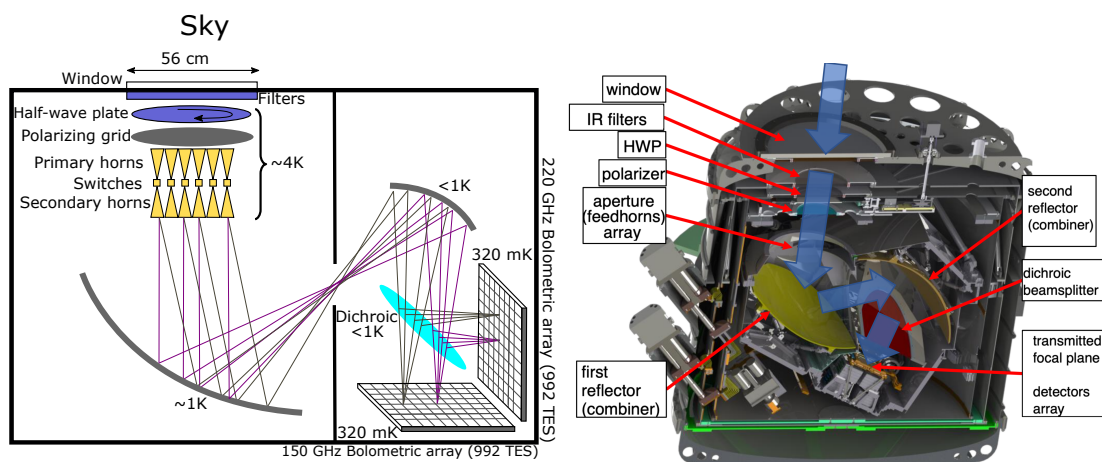 Sky
56 cm
Window
Filters
Half-wave plate
Polarizing grid
Primary horns
Switches
Secondary horns
~4K
<1K
~1K
Dichroic
<1K
320 mK
320 mK
220 GHz Bolometric array (992 TES)
150 GHz Bolometric array (992 TES)
window
IR filters
HWP
polarizer
aperture
(feedhorns)
array
first
reflector
(combiner)
second
reflector
(combiner)
dichroic
beamsplitter
transmitted
focal plane
detectors
array